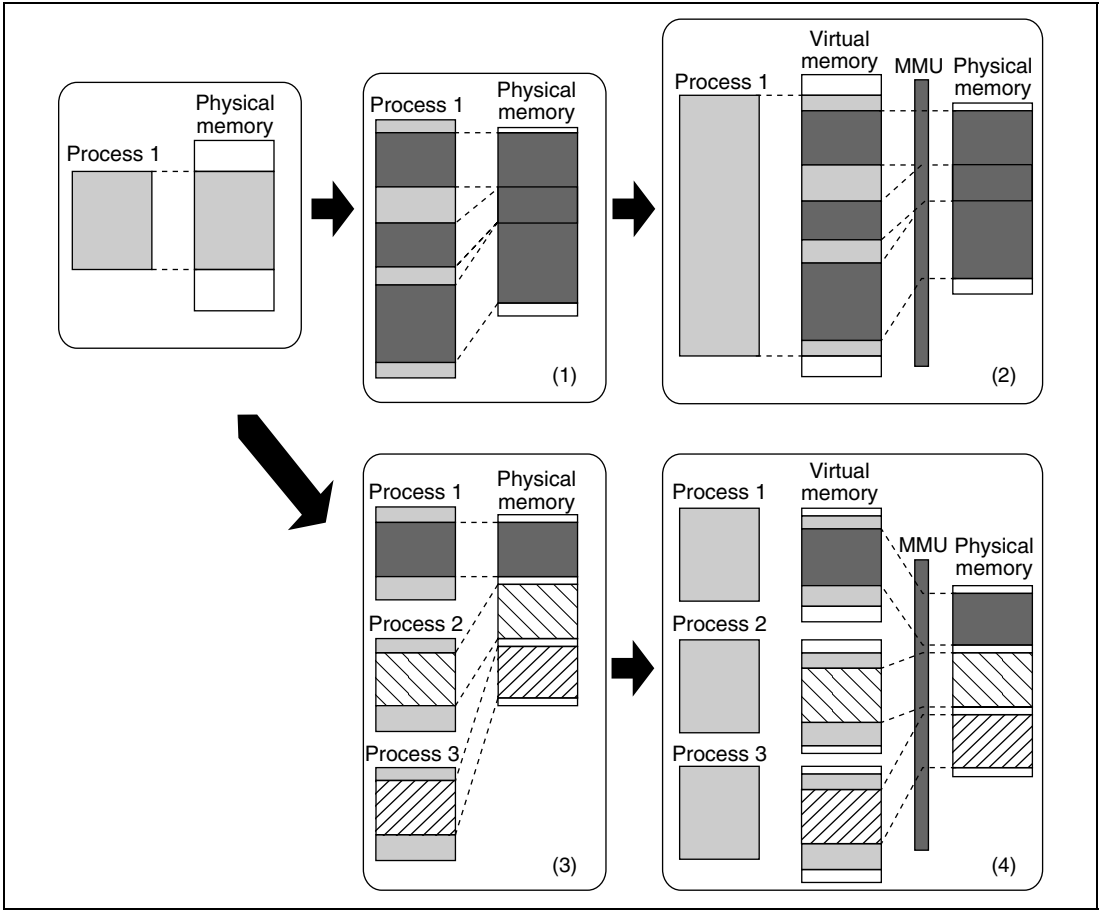 Physical
memory
Process 1
Process 1
Physical
memory
(1)
Process 1
Virtual
memory
MMU
Physical
memory
(2)
Process 1
Physical
memory
Process 2
Process 3
(3)
Process 1
Virtual
memory
MMU
Physical
memory
Process 2
Process 3
(4)